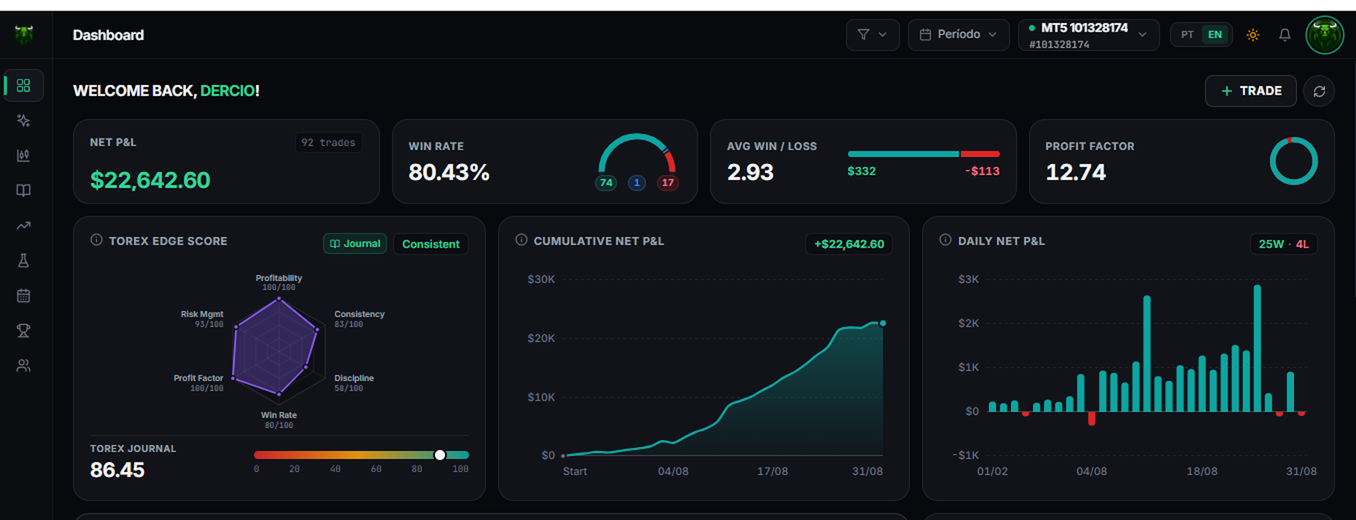 Dashboard
Período
MT5 101328174
#101328174
PT EN
WELCOME BACK, DERCIO!
+ TRADE
NET P&L
92 trades
$22,642.60
WIN RATE
80.43%
74 1 17
AVG WIN / LOSS
2.93
$332 -$113
PROFIT FACTOR
12.74
TOREX EDGE SCORE
Journal
Consistent
Profitability
100/100
Risk Mgmt
93/100
Consistency
83/100
Profit Factor
100/100
Discipline
58/100
Win Rate
80/100
TOREX JOURNAL
86.45
0 20 40 60 80 100
CUMULATIVE NET P&L
+$22,642.60
$30K
$20K
$10K
$0
Start 04/08 17/08 31/08
DAILY NET P&L
25W · 4L
$3K
$2K
$1K
$0
-$1K
01/02 04/08 18/08 31/08